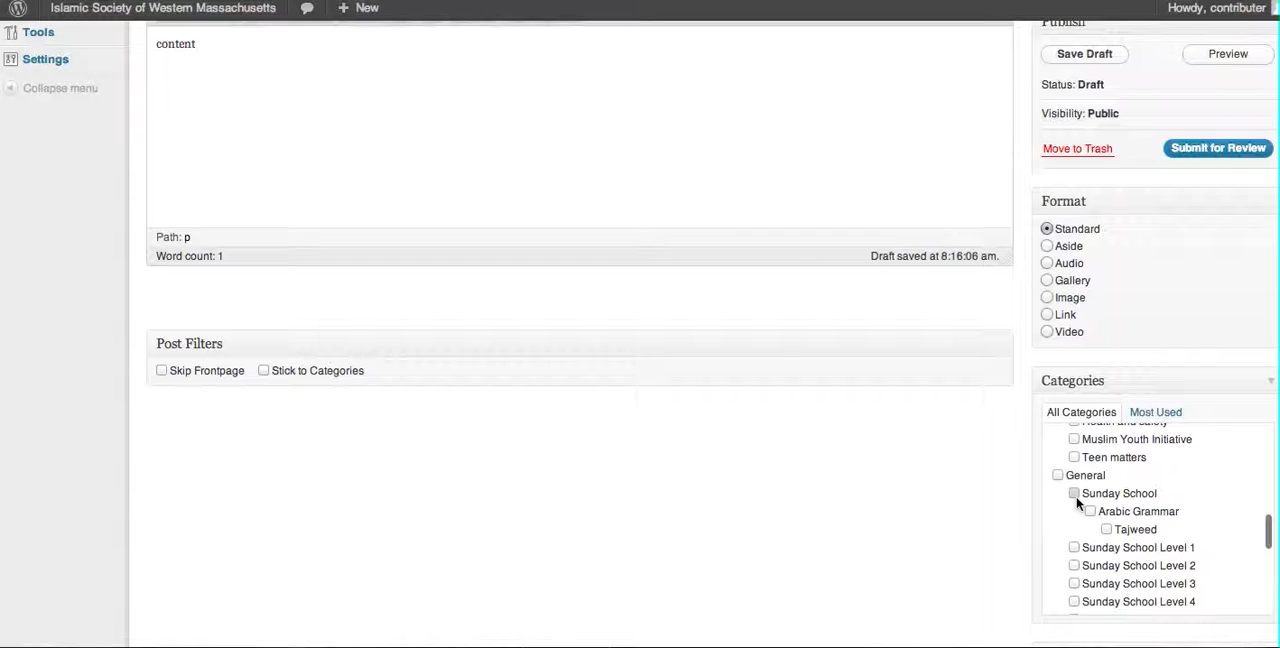 Islamic Society of Western Massachusetts
New
Howdy, contributer
Tools
Settings
Collapse menu
content
Path: p
Word count: 1
Draft saved at 8:16:06 am.
Post Filters
Skip Frontpage
Stick to Categories
Publish
Save Draft
Preview
Status: Draft
Visibility: Public
Move to Trash
Submit for Review
Format
Standard
Aside
Audio
Gallery
Image
Link
Video
Categories
All Categories
Most Used
Health and safety
Muslim Youth Initiative
Teen matters
General
Sunday School
Arabic Grammar
Tajweed
Sunday School Level 1
Sunday School Level 2
Sunday School Level 3
Sunday School Level 4